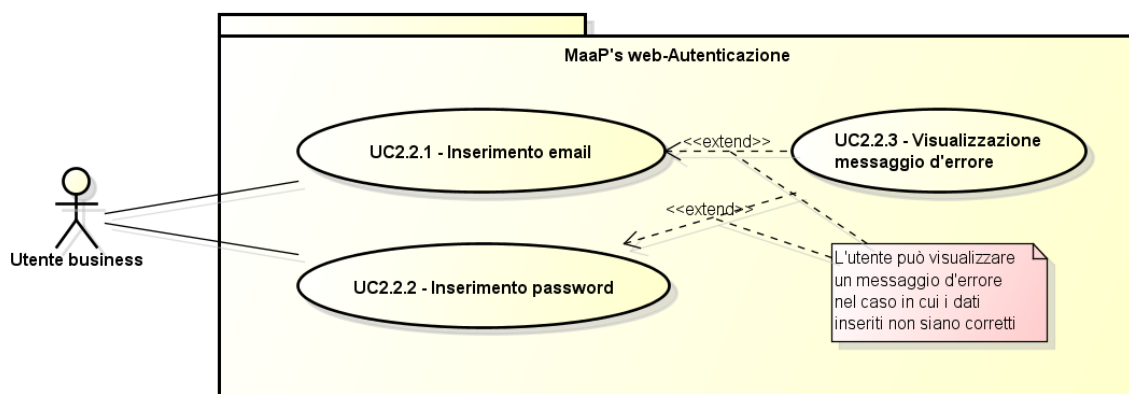 MaaP's web-Autenticazione
UC2.2.1 - Inserimento email
<<extend>>
UC2.2.3 - Visualizzazione
messaggio d'errore
<<extend>>
Utente business
UC2.2.2 - Inserimento password
L'utente può visualizzare
un messaggio d'errore
nel caso in cui i dati
inseriti non siano corretti